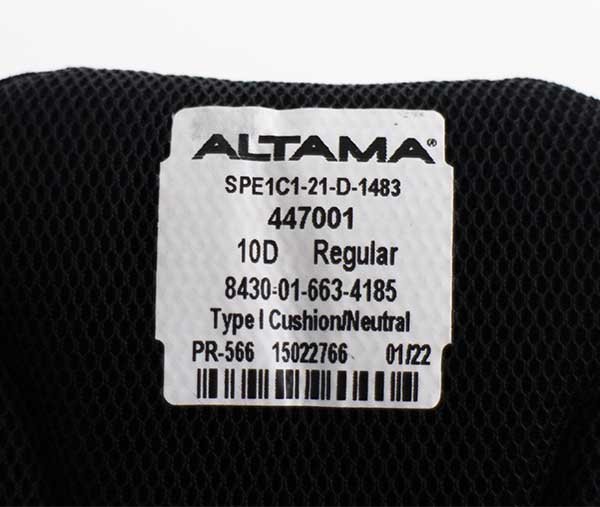 ALTAMA®
SPE1C1-21-D-1483
447001
10D Regular
8430-01-663-4185
Type I Cushion/Neutral
PR-566 15022766 01/22